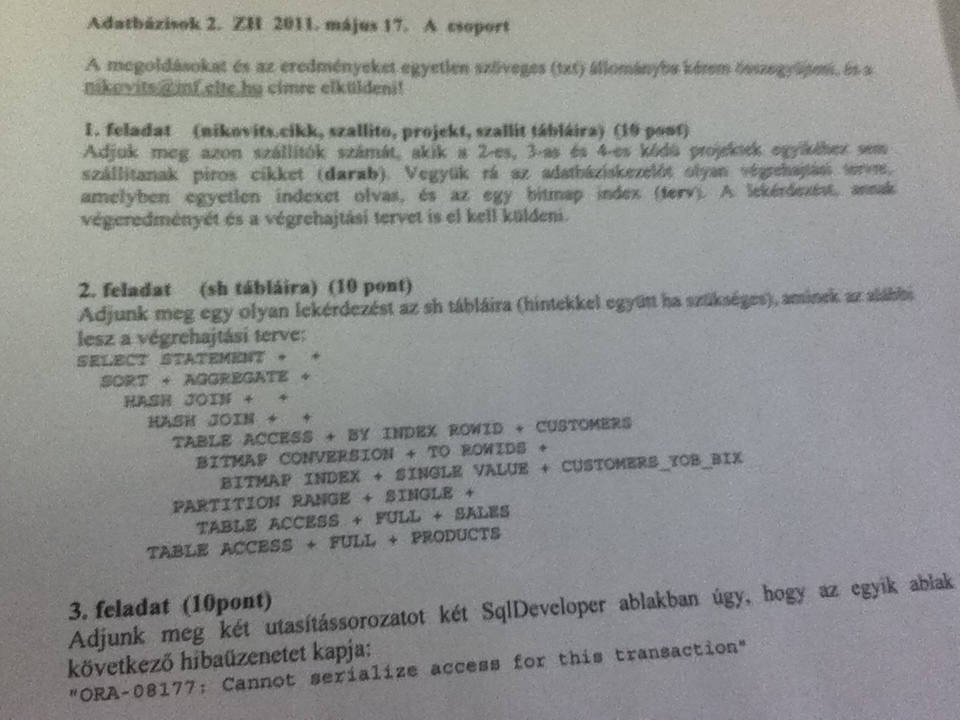 Adatbázisok 2. ZH 2011. május 17. A csoport
A megoldásokat és az eredményeket egyetlen szöveges (txt) állományba kérem összegyűjteni, és a
nikovits@inf.elte.hu címre elküldeni!
1. feladat (nikovits.cikk, szallito, projekt, szallit tábláira) (10 pont)
Adjuk meg azon szállítók számát, akik a 2-es, 3-as és 4-es kódú projektek egyikéhez sem
szállítanak piros cikket (darab). Vegyük rá az adatbáziskezelőt olyan végrehajtási tervre,
amelyben egyetlen indexet olvas, és az egy bitmap index (terv). A lekérdezést, annak
végeredményét és a végrehajtási tervet is el kell küldeni.
2. feladat (sh tábláira) (10 pont)
Adjunk meg egy olyan lekérdezést az sh tábláira (hintekkel együtt ha szükséges), aminek az alábbi
lesz a végrehajtási terve:
SELECT STATEMENT + +
SORT + AGGREGATE +
HASH JOIN + +
HASH JOIN + +
TABLE ACCESS + BY INDEX ROWID + CUSTOMERS
BITMAP CONVERSION + TO ROWIDS +
BITMAP INDEX + SINGLE VALUE + CUSTOMERS_YOB_BIX
PARTITION RANGE + SINGLE +
TABLE ACCESS + FULL + SALES
TABLE ACCESS + FULL + PRODUCTS
3. feladat (10pont)
Adjunk meg két utasítássorozatot két SqlDeveloper ablakban úgy, hogy az egyik ablak
következő hibaüzenetet kapja:
"ORA-08177: Cannot serialize access for this transaction"